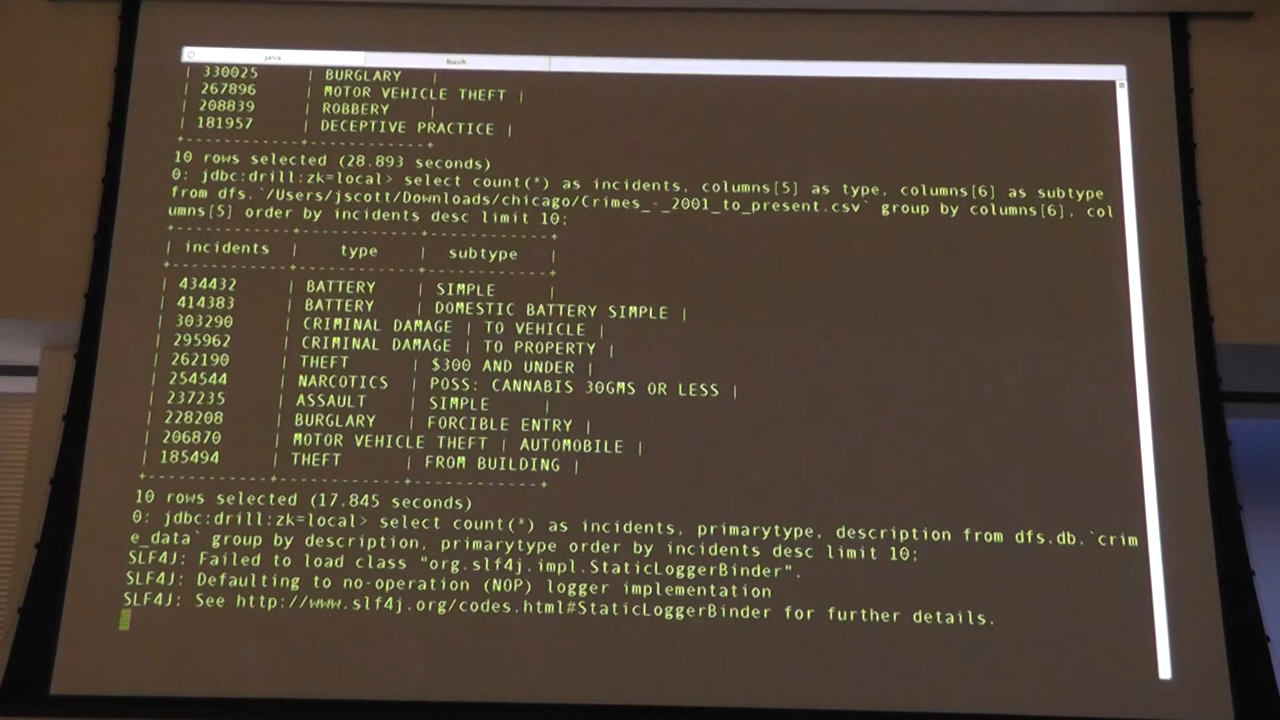 java bash
| 330025 | BURGLARY |
| 267896 | MOTOR VEHICLE THEFT |
| 208839 | ROBBERY |
| 181957 | DECEPTIVE PRACTICE |
+------------+------------+
10 rows selected (28.893 seconds)
0: jdbc:drill:zk=local> select count(*) as incidents, columns[5] as type, columns[6] as subtype
from dfs.`/Users/jscott/Downloads/chicago/Crimes_-_2001_to_present.csv` group by columns[6], col
umns[5] order by incidents desc limit 10;
+------------+------------+------------+
| incidents | type | subtype |
+------------+------------+------------+
| 434432 | BATTERY | SIMPLE |
| 414383 | BATTERY | DOMESTIC BATTERY SIMPLE |
| 303290 | CRIMINAL DAMAGE | TO VEHICLE |
| 295962 | CRIMINAL DAMAGE | TO PROPERTY |
| 262190 | THEFT | $300 AND UNDER |
| 254544 | NARCOTICS | POSS: CANNABIS 30GMS OR LESS |
| 237235 | ASSAULT | SIMPLE |
| 228208 | BURGLARY | FORCIBLE ENTRY |
| 206870 | MOTOR VEHICLE THEFT | AUTOMOBILE |
| 185494 | THEFT | FROM BUILDING |
+------------+------------+------------+
10 rows selected (17.845 seconds)
0: jdbc:drill:zk=local> select count(*) as incidents, primarytype, description from dfs.db.`crim
e_data` group by description, primarytype order by incidents desc limit 10;
SLF4J: Failed to load class "org.slf4j.impl.StaticLoggerBinder".
SLF4J: Defaulting to no-operation (NOP) logger implementation
SLF4J: See http://www.slf4j.org/codes.html#StaticLoggerBinder for further details.